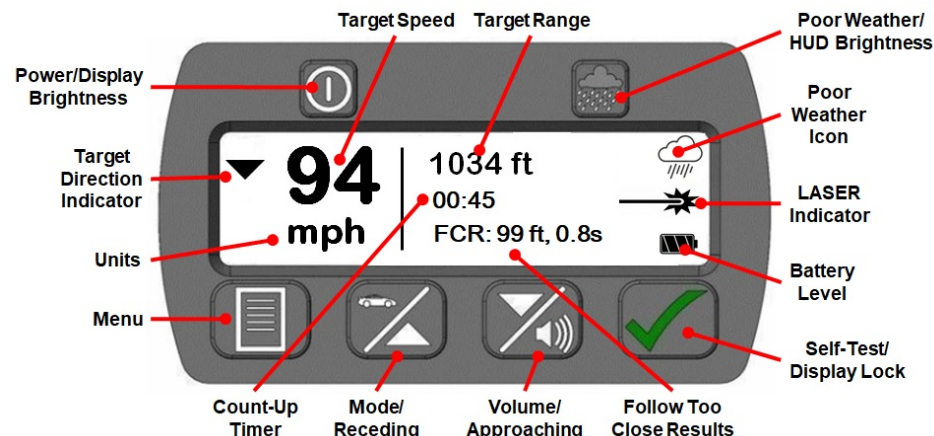 Target Speed
Target Range
Poor Weather/
HUD Brightness
Power/Display
Brightness
Poor
Weather
Icon
Target
Direction
Indicator
94
mph
1034 ft
00:45
FCR: 99 ft, 0.8s
LASER
Indicator
Units
Battery
Level
Menu
Self-Test/
Display Lock
Count-Up
Timer
Mode/
Receding
Volume/
Approaching
Follow Too
Close Results